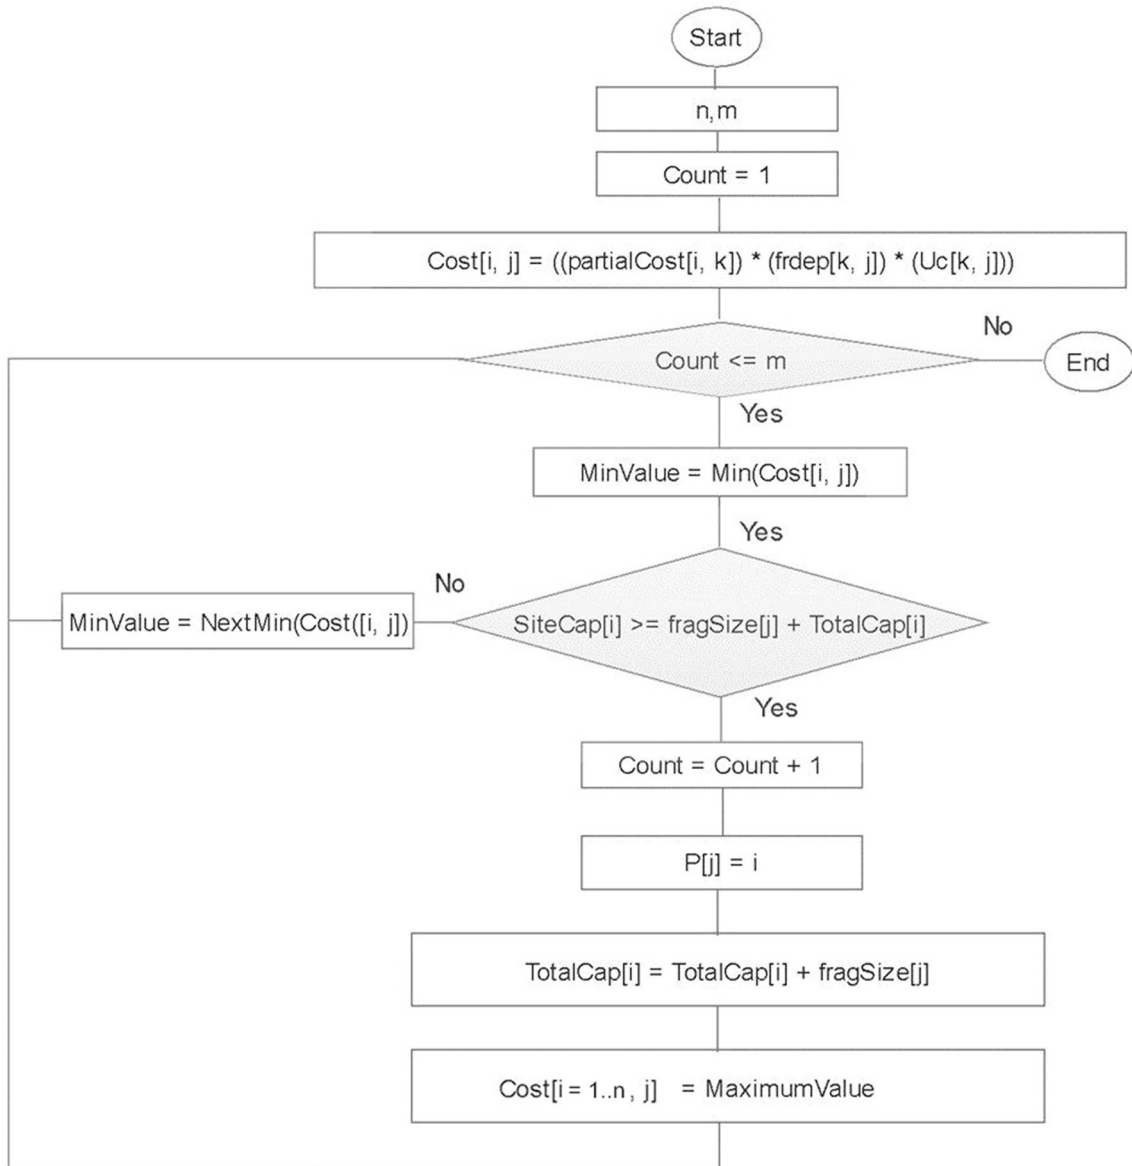 Start
n,m
Count = 1
Cost[i, j] = ((partialCost[i, k]) * (frdep[k, j]) * (Uc[k, j]))
No
Count <= m
End
Yes
MinValue = Min(Cost[i, j])
Yes
No
MinValue = NextMin(Cost([i, j])
SiteCap[i] >= fragSize[j] + TotalCap[i]
Yes
Count = Count + 1
P[j] = i
TotalCap[i] = TotalCap[i] + fragSize[j]
Cost[i = 1..n , j] = MaximumValue